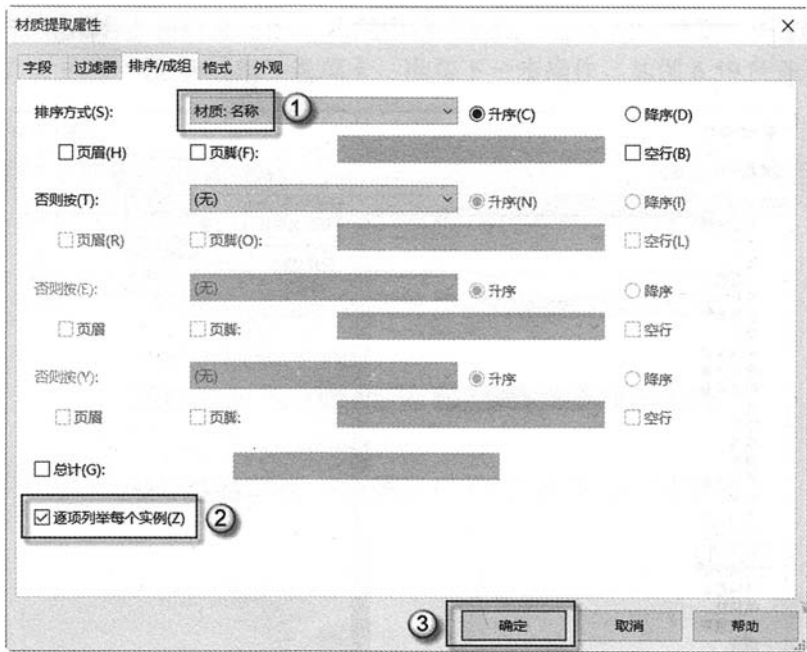 材质提取属性
字段 过滤器 排序/成组 格式 外观
排序方式(S): 材质: 名称 ① 升序(C) 降序(D)
页眉(H) 页脚(F): 空行(B)
否则按(T): (无) 升序(N) 降序(I)
页眉(R) 页脚(O): 空行(L)
否则按(E): (无) 升序 降序
页眉 页脚: 空行
否则按(Y): (无) 升序 降序
页眉 页脚: 空行
总计(G):
逐项列举每个实例(Z) ②
③ 确定 取消 帮助